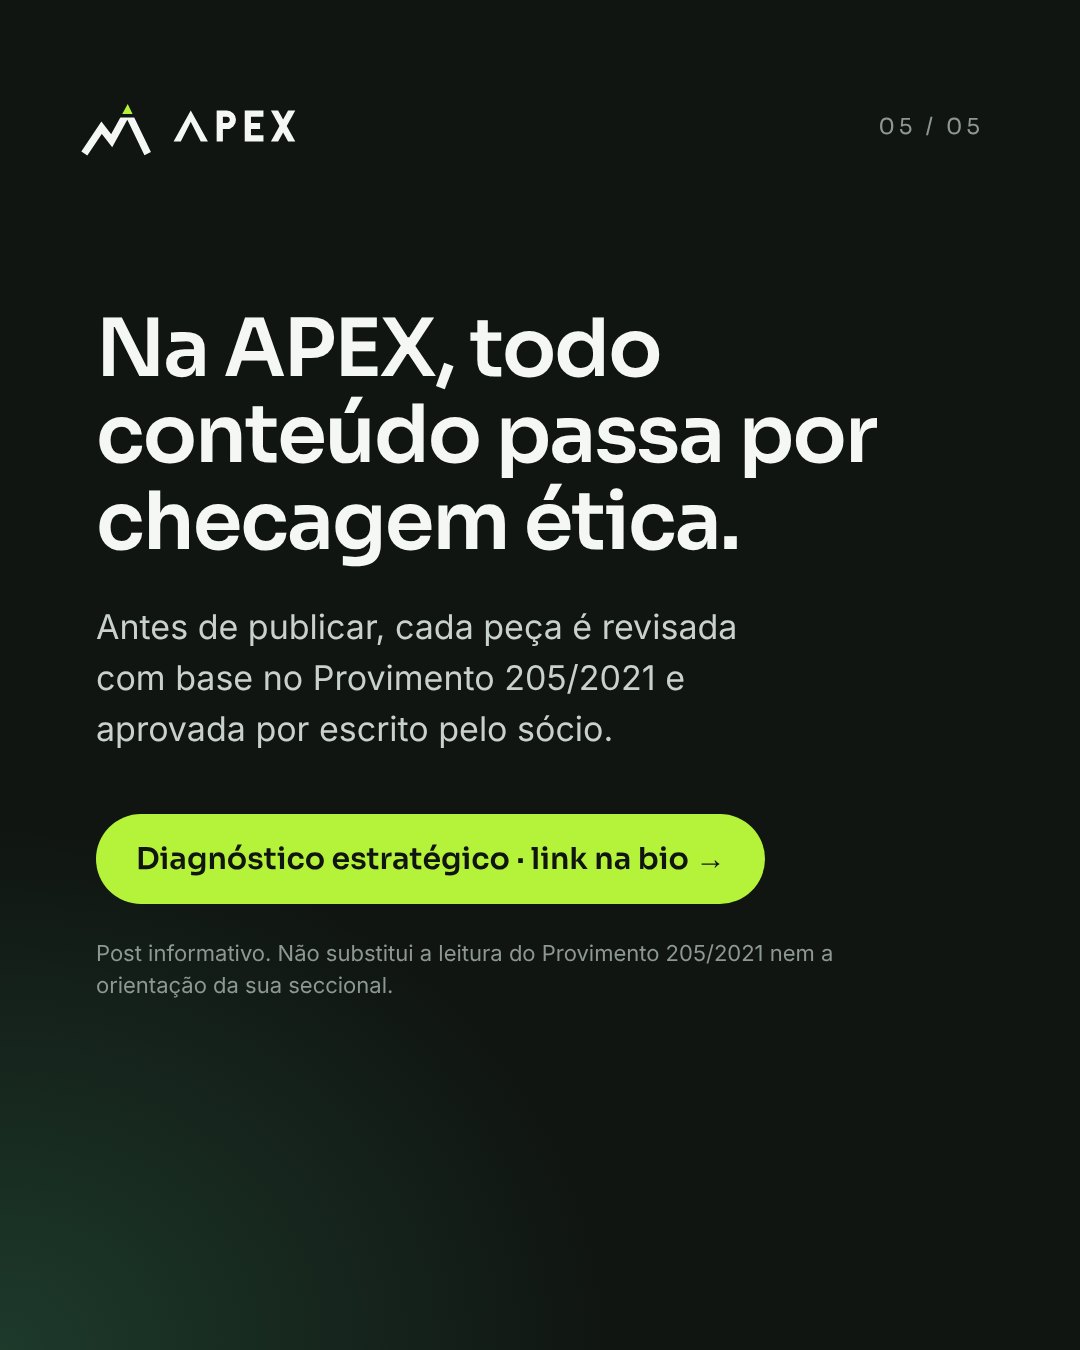 APEX
05 / 05
Na APEX, todo
conteúdo passa por
checagem ética.
Antes de publicar, cada peça é revisada
com base no Provimento 205/2021 e
aprovada por escrito pelo sócio.
Diagnóstico estratégico · link na bio →
Post informativo. Não substitui a leitura do Provimento 205/2021 nem a
orientação da sua seccional.